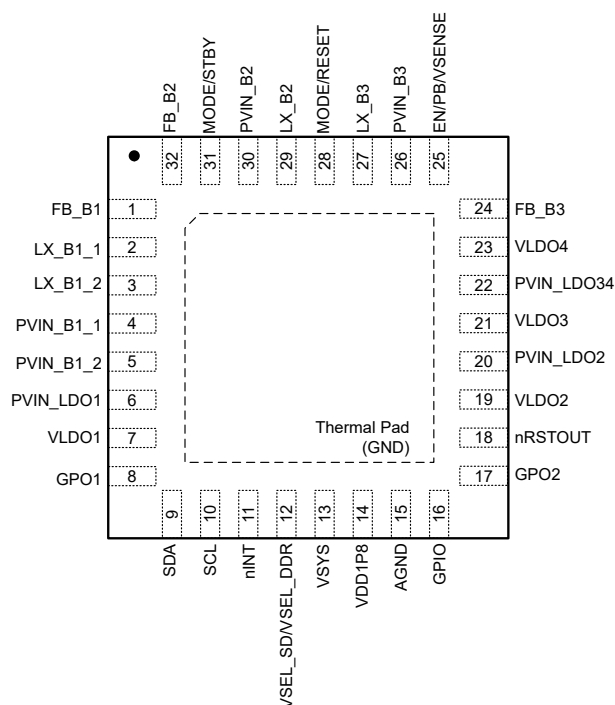 FB_B2
MODE/STBY
PVIN_B2
LX_B2
MODE/RESET
LX_B3
PVIN_B3
EN/PB/VSENSE
32
31
30
29
28
27
26
25
FB_B1 1
LX_B1_1 2
LX_B1_2 3
PVIN_B1_1 4
PVIN_B1_2 5
PVIN_LDO1 6
VLDO1 7
GPO1 8
24 FB_B3
23 VLDO4
22 PVIN_LDO34
21 VLDO3
20 PVIN_LDO2
19 VLDO2
18 nRSTOUT
17 GPO2
Thermal Pad
(GND)
9
10
11
12
13
14
15
16
SDA
SCL
nINT
VSEL_SD/VSEL_DDR
VSYS
VDD1P8
AGND
GPIO